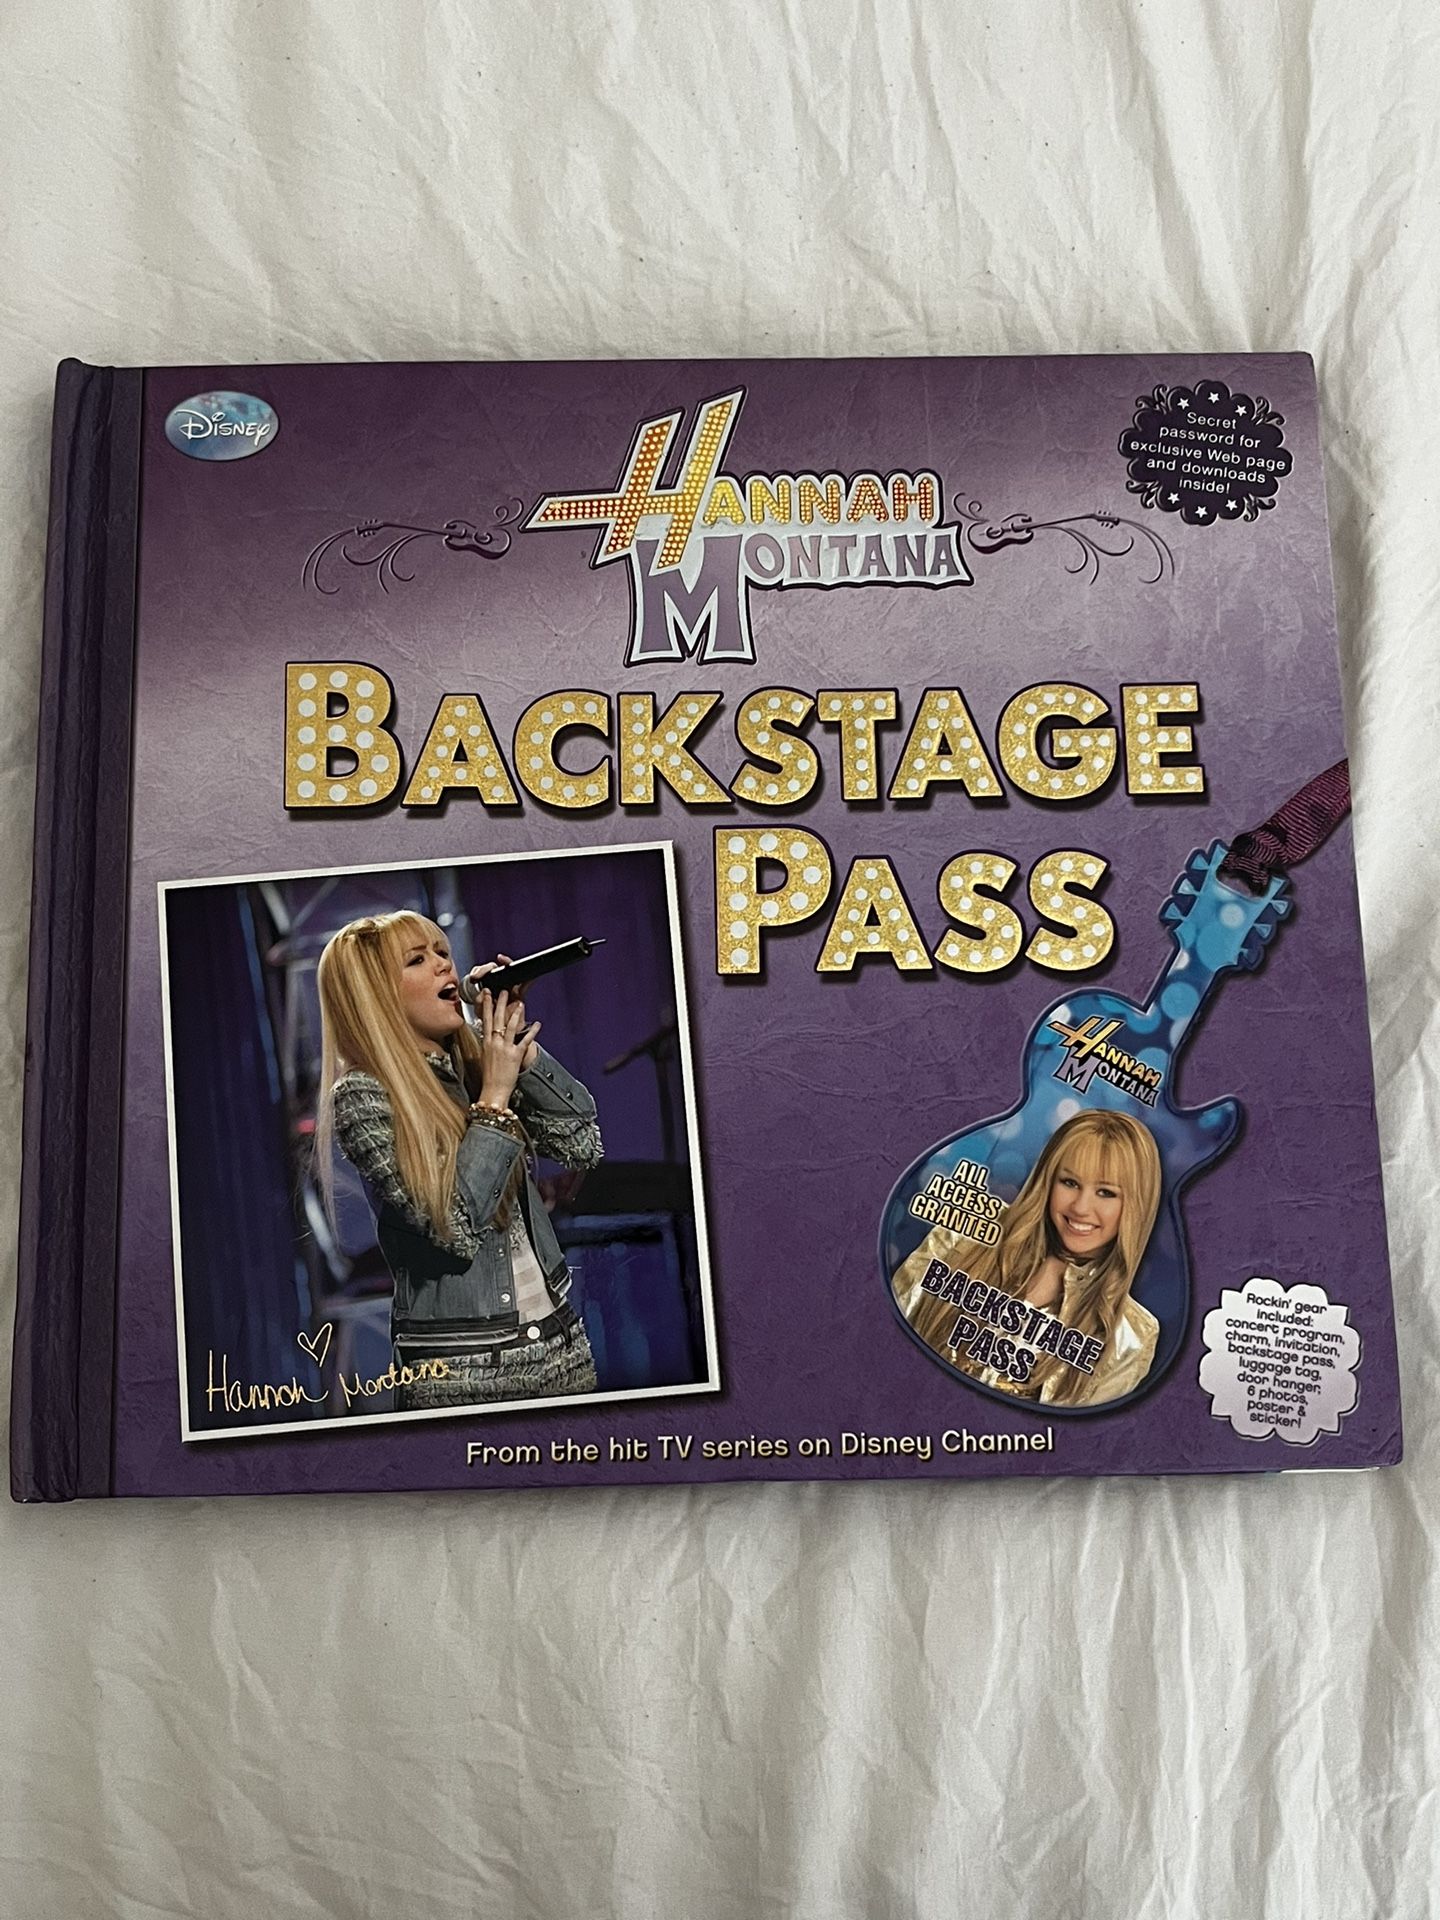 Disney
Secret
password for
exclusive Web page
and downloads
inside!
HANNAH
MONTANA
BACKSTAGE
PASS
HANNAH
MONTANA
ALL
ACCESS
GRANTED
BACKSTAGE
PASS
Hannah Montana
Rockin' gear
included:
concert program,
charm, invitation,
backstage pass,
luggage tag,
door hanger,
6 photos,
poster &
sticker!
From the hit TV series on Disney Channel